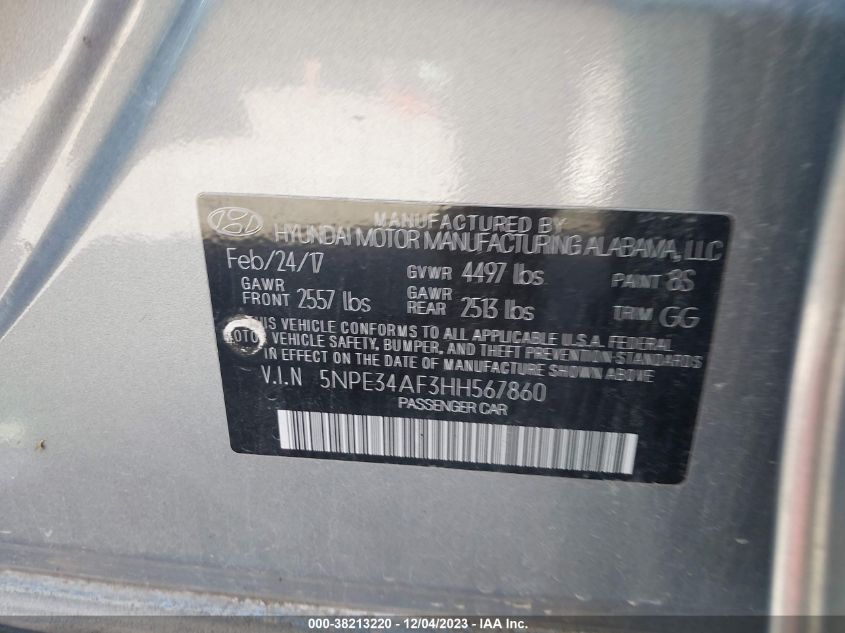 MANUFACTURED BY
HYUNDAI MOTOR MANUFACTURING ALABAMA, LLC
Feb/24/17 GVWR 4497 lbs PAINT 8S
GAWR FRONT 2557 lbs GAWR REAR 2513 lbs TRIM GG
THIS VEHICLE CONFORMS TO ALL APPLICABLE U.S.A. FEDERAL
MOTOR VEHICLE SAFETY, BUMPER, AND THEFT PREVENTION STANDARDS
IN EFFECT ON THE DATE OF MANUFACTURE SHOWN ABOVE
V.I.N 5NPE34AF3HH567860
PASSENGER CAR
000-38213220 - 12/04/2023 - IAA Inc.